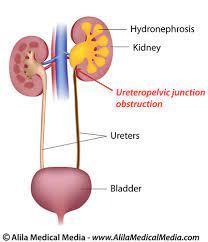 Hydronephrosis
Kidney
Ureteropelvic junction
obstruction
Ureters
Bladder
© Alila Medical Media - www.AlilaMedicalMedia.com